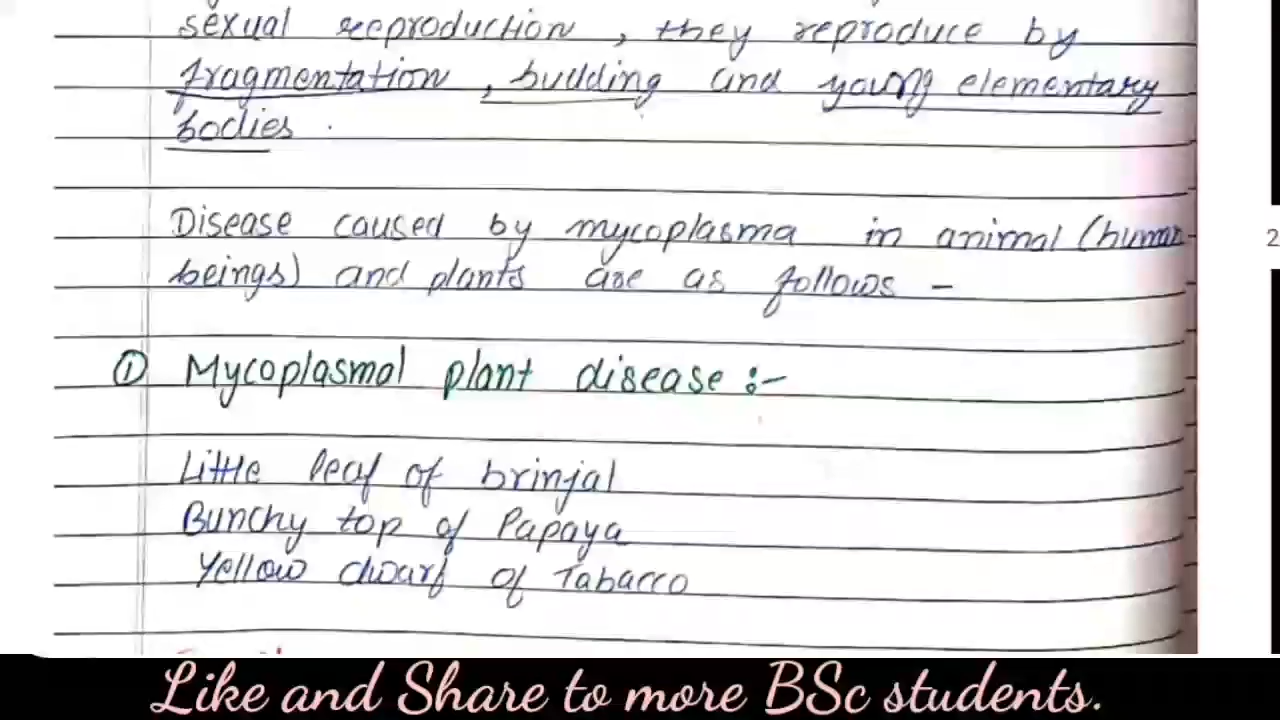 sexual reproduction, they reproduce by
fragmentation, budding and young elementary
bodies.
Disease caused by mycoplasma in animal (human
beings) and plants are as follows -
① Mycoplasmal plant disease :-
Little leaf of brinjal
Bunchy top of Papaya
Yellow dwarf of Tabacco
2
Like and Share to more BSc students.